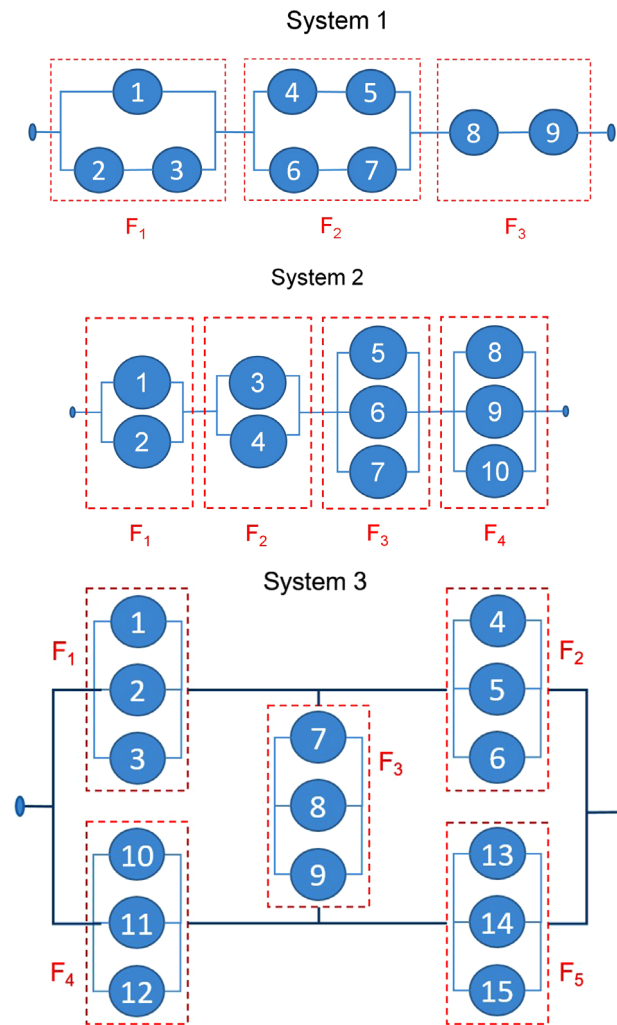 System 1
1
4 5
8 9
2 3
6 7
F₁ F₂ F₃
System 2
5 8
1 3
6 9
2 4
7 10
F₁ F₂ F₃ F₄
System 3
1 4
F₁ F₂
2 5
7
3 6
F₃
8
10 13
9
11 14
F₄ F₅
12 15